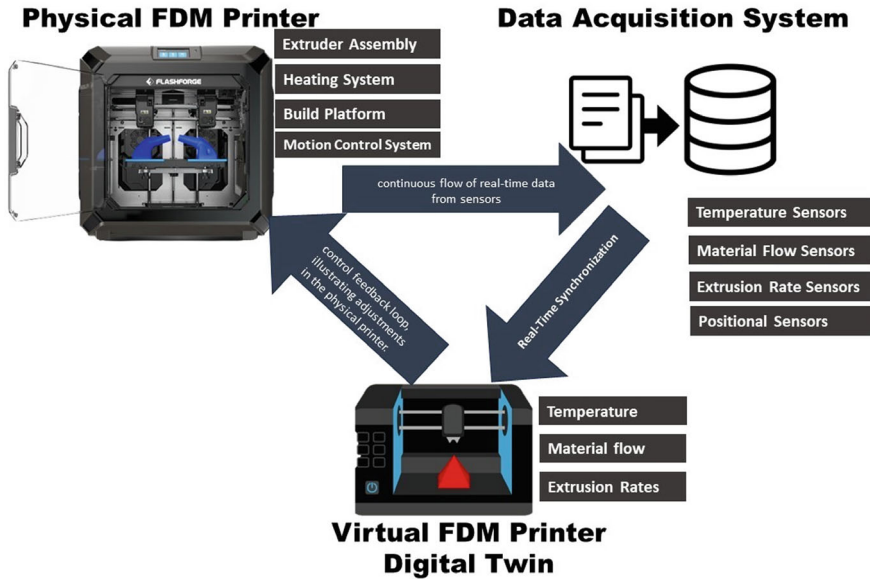 Physical FDM Printer
FLASHFORGE
Extruder Assembly
Heating System
Build Platform
Motion Control System
Data Acquisition System
continuous flow of real-time data
from sensors
Temperature Sensors
Material Flow Sensors
Extrusion Rate Sensors
Positional Sensors
Real-Time Synchronization
control feedback loop,
illustrating adjustments
in the physical printer.
Temperature
Material flow
Extrusion Rates
Virtual FDM Printer
Digital Twin